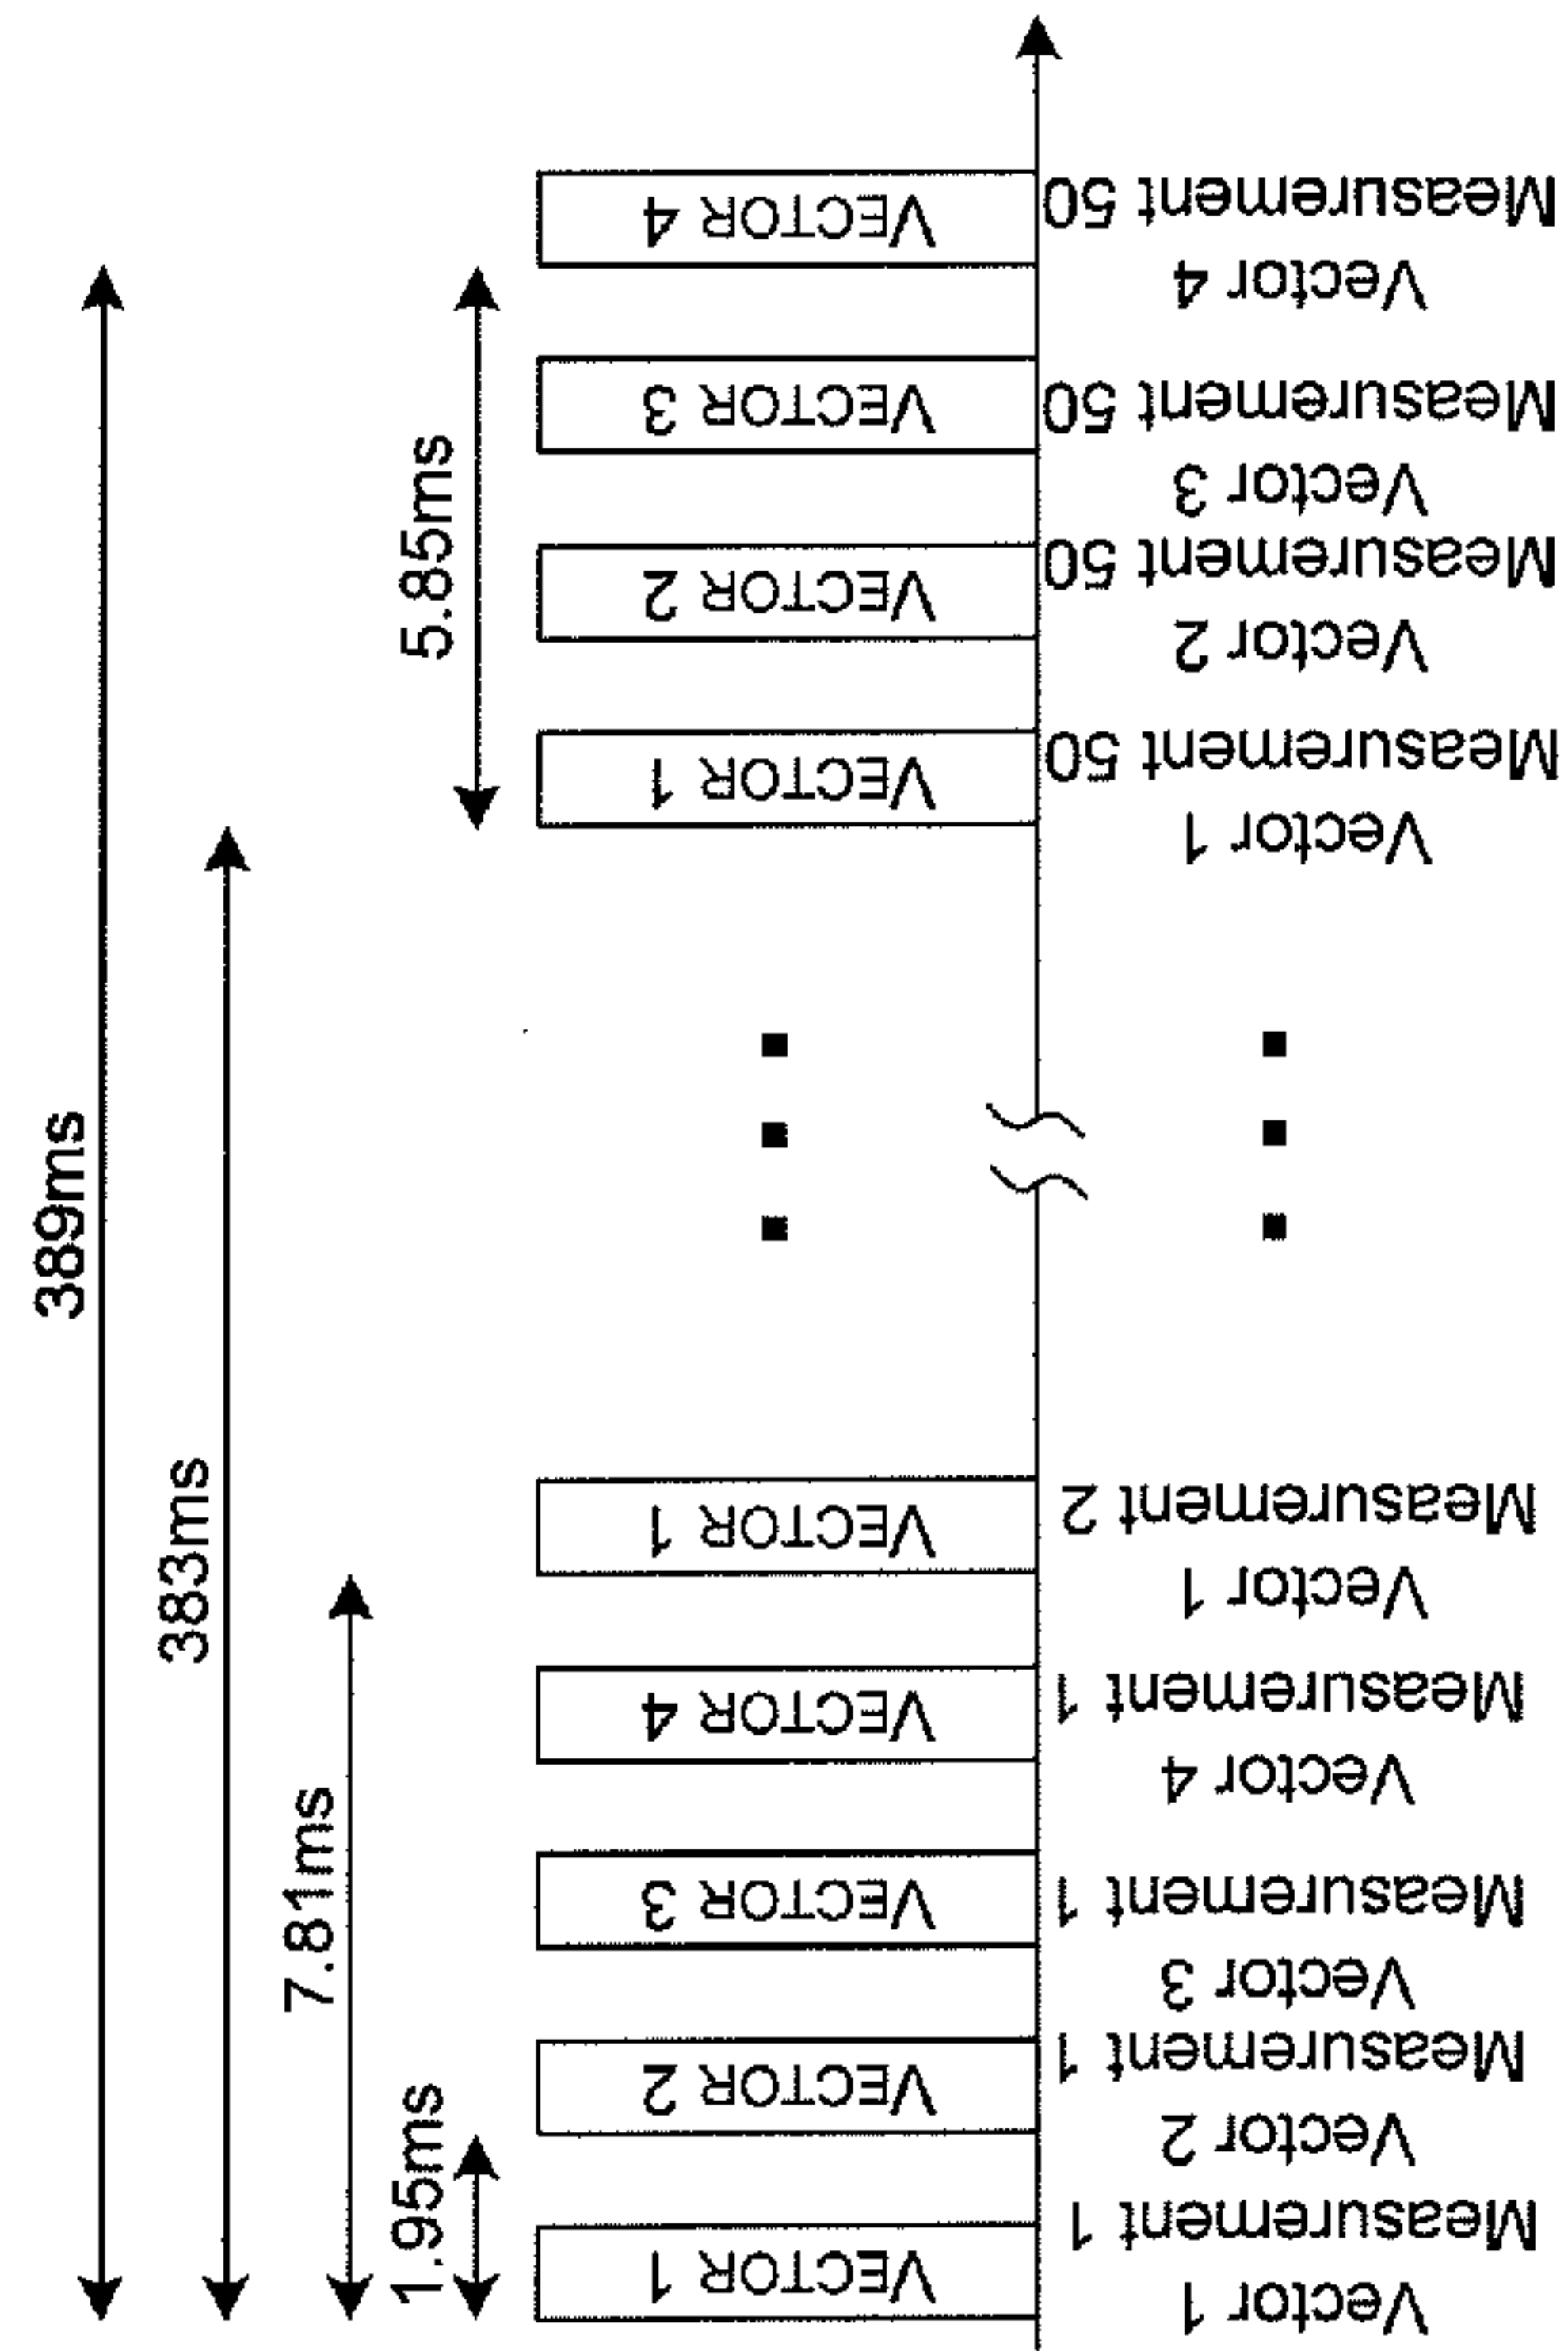 389ms
383ms
7.81ms
1.95ms
5.85ms
VECTOR 1
VECTOR 2
VECTOR 3
VECTOR 4
VECTOR 1
VECTOR 1
VECTOR 2
VECTOR 3
VECTOR 4
Vector 1
Measurement 1
Vector 2
Measurement 1
Vector 3
Measurement 1
Vector 4
Measurement 1
Vector 1
Measurement 2
Vector 1
Measurement 50
Vector 2
Measurement 50
Vector 3
Measurement 50
Vector 4
Measurement 50